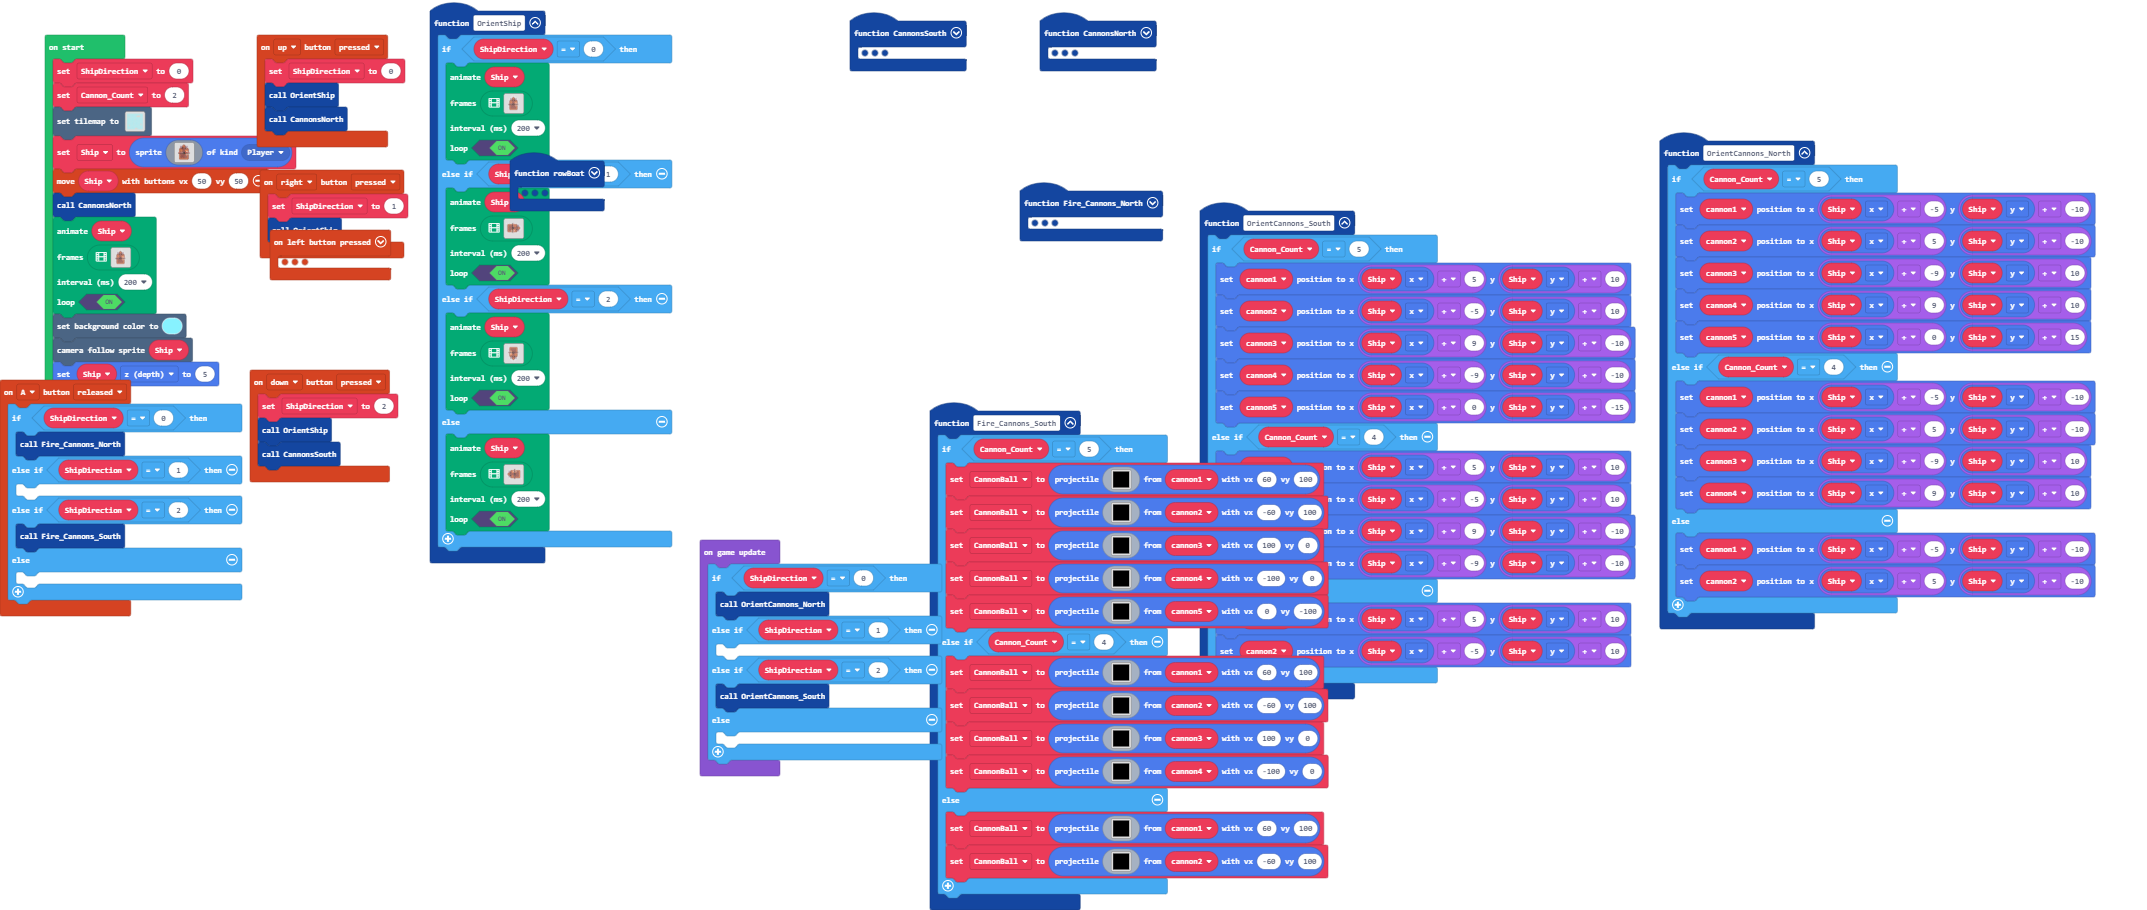 on start
set ShipDirection to 0
set Cannon_Count to 2
set tilemap to
set Ship to sprite of kind Player
move Ship with buttons vx 50 vy 50
call CannonsNorth
animate Ship
frames
interval (ms) 200
loop ON
set background color to
camera follow sprite Ship
set Ship z (depth) to 5
on A button released
if ShipDirection = 0 then
call Fire_Cannons_North
else if ShipDirection = 1 then
else if ShipDirection = 2 then
call Fire_Cannons_South
else
on up button pressed
set ShipDirection to 0
call OrientShip
call CannonsNorth
on right button pressed
set ShipDirection to 1
call OrientShip
on left button pressed
on down button pressed
set ShipDirection to 2
call OrientShip
call CannonsSouth
function OrientShip
if ShipDirection = 0 then
animate Ship
frames
interval (ms) 200
loop ON
else if Ship 1 then
animate Ship
frames
interval (ms) 200
loop ON
else if ShipDirection = 2 then
animate Ship
frames
interval (ms) 200
loop ON
else
animate Ship
frames
interval (ms) 200
loop ON
function rowBoat
on game update
if ShipDirection = 0 then
call OrientCannons_North
else if ShipDirection = 1 then
else if ShipDirection = 2 then
call OrientCannons_South
else
function CannonsSouth
function CannonsNorth
function Fire_Cannons_North
function Fire_Cannons_South
if Cannon_Count = 5 then
set CannonBall to projectile from cannon1 with vx 60 vy 100
set CannonBall to projectile from cannon2 with vx -60 vy 100
set CannonBall to projectile from cannon3 with vx 100 vy 0
set CannonBall to projectile from cannon4 with vx -100 vy 0
set CannonBall to projectile from cannon5 with vx 0 vy -100
else if Cannon_Count = 4 then
set CannonBall to projectile from cannon1 with vx 60 vy 100
set CannonBall to projectile from cannon2 with vx -60 vy 100
set CannonBall to projectile from cannon3 with vx 100 vy 0
set CannonBall to projectile from cannon4 with vx -100 vy 0
else
set CannonBall to projectile from cannon1 with vx 60 vy 100
set CannonBall to projectile from cannon2 with vx -60 vy 100
function OrientCannons_South
if Cannon_Count = 5 then
set cannon1 position to x Ship x + 5 y Ship y + 10
set cannon2 position to x Ship x + -5 y Ship y + 10
set cannon3 position to x Ship x + 9 y Ship y + -10
set cannon4 position to x Ship x + -9 y Ship y + -10
set cannon5 position to x Ship x + 0 y Ship y + -15
else if Cannon_Count = 4 then
on to x Ship x + 5 y Ship y + 10
n to x Ship x + -5 y Ship y + 10
n to x Ship x + 9 y Ship y + -10
n to x Ship x + -9 y Ship y + -10
n to x Ship x + 5 y Ship y + 10
set cannon2 position to x Ship x + -5 y Ship y + 10
function OrientCannons_North
if Cannon_Count = 5 then
set cannon1 position to x Ship x + -5 y Ship y + -10
set cannon2 position to x Ship x + 5 y Ship y + -10
set cannon3 position to x Ship x + -9 y Ship y + 10
set cannon4 position to x Ship x + 9 y Ship y + 10
set cannon5 position to x Ship x + 0 y Ship y + 15
else if Cannon_Count = 4 then
set cannon1 position to x Ship x + -5 y Ship y + -10
set cannon2 position to x Ship x + 5 y Ship y + -10
set cannon3 position to x Ship x + -9 y Ship y + 10
set cannon4 position to x Ship x + 9 y Ship y + 10
else
set cannon1 position to x Ship x + -5 y Ship y + -10
set cannon2 position to x Ship x + 5 y Ship y + -10